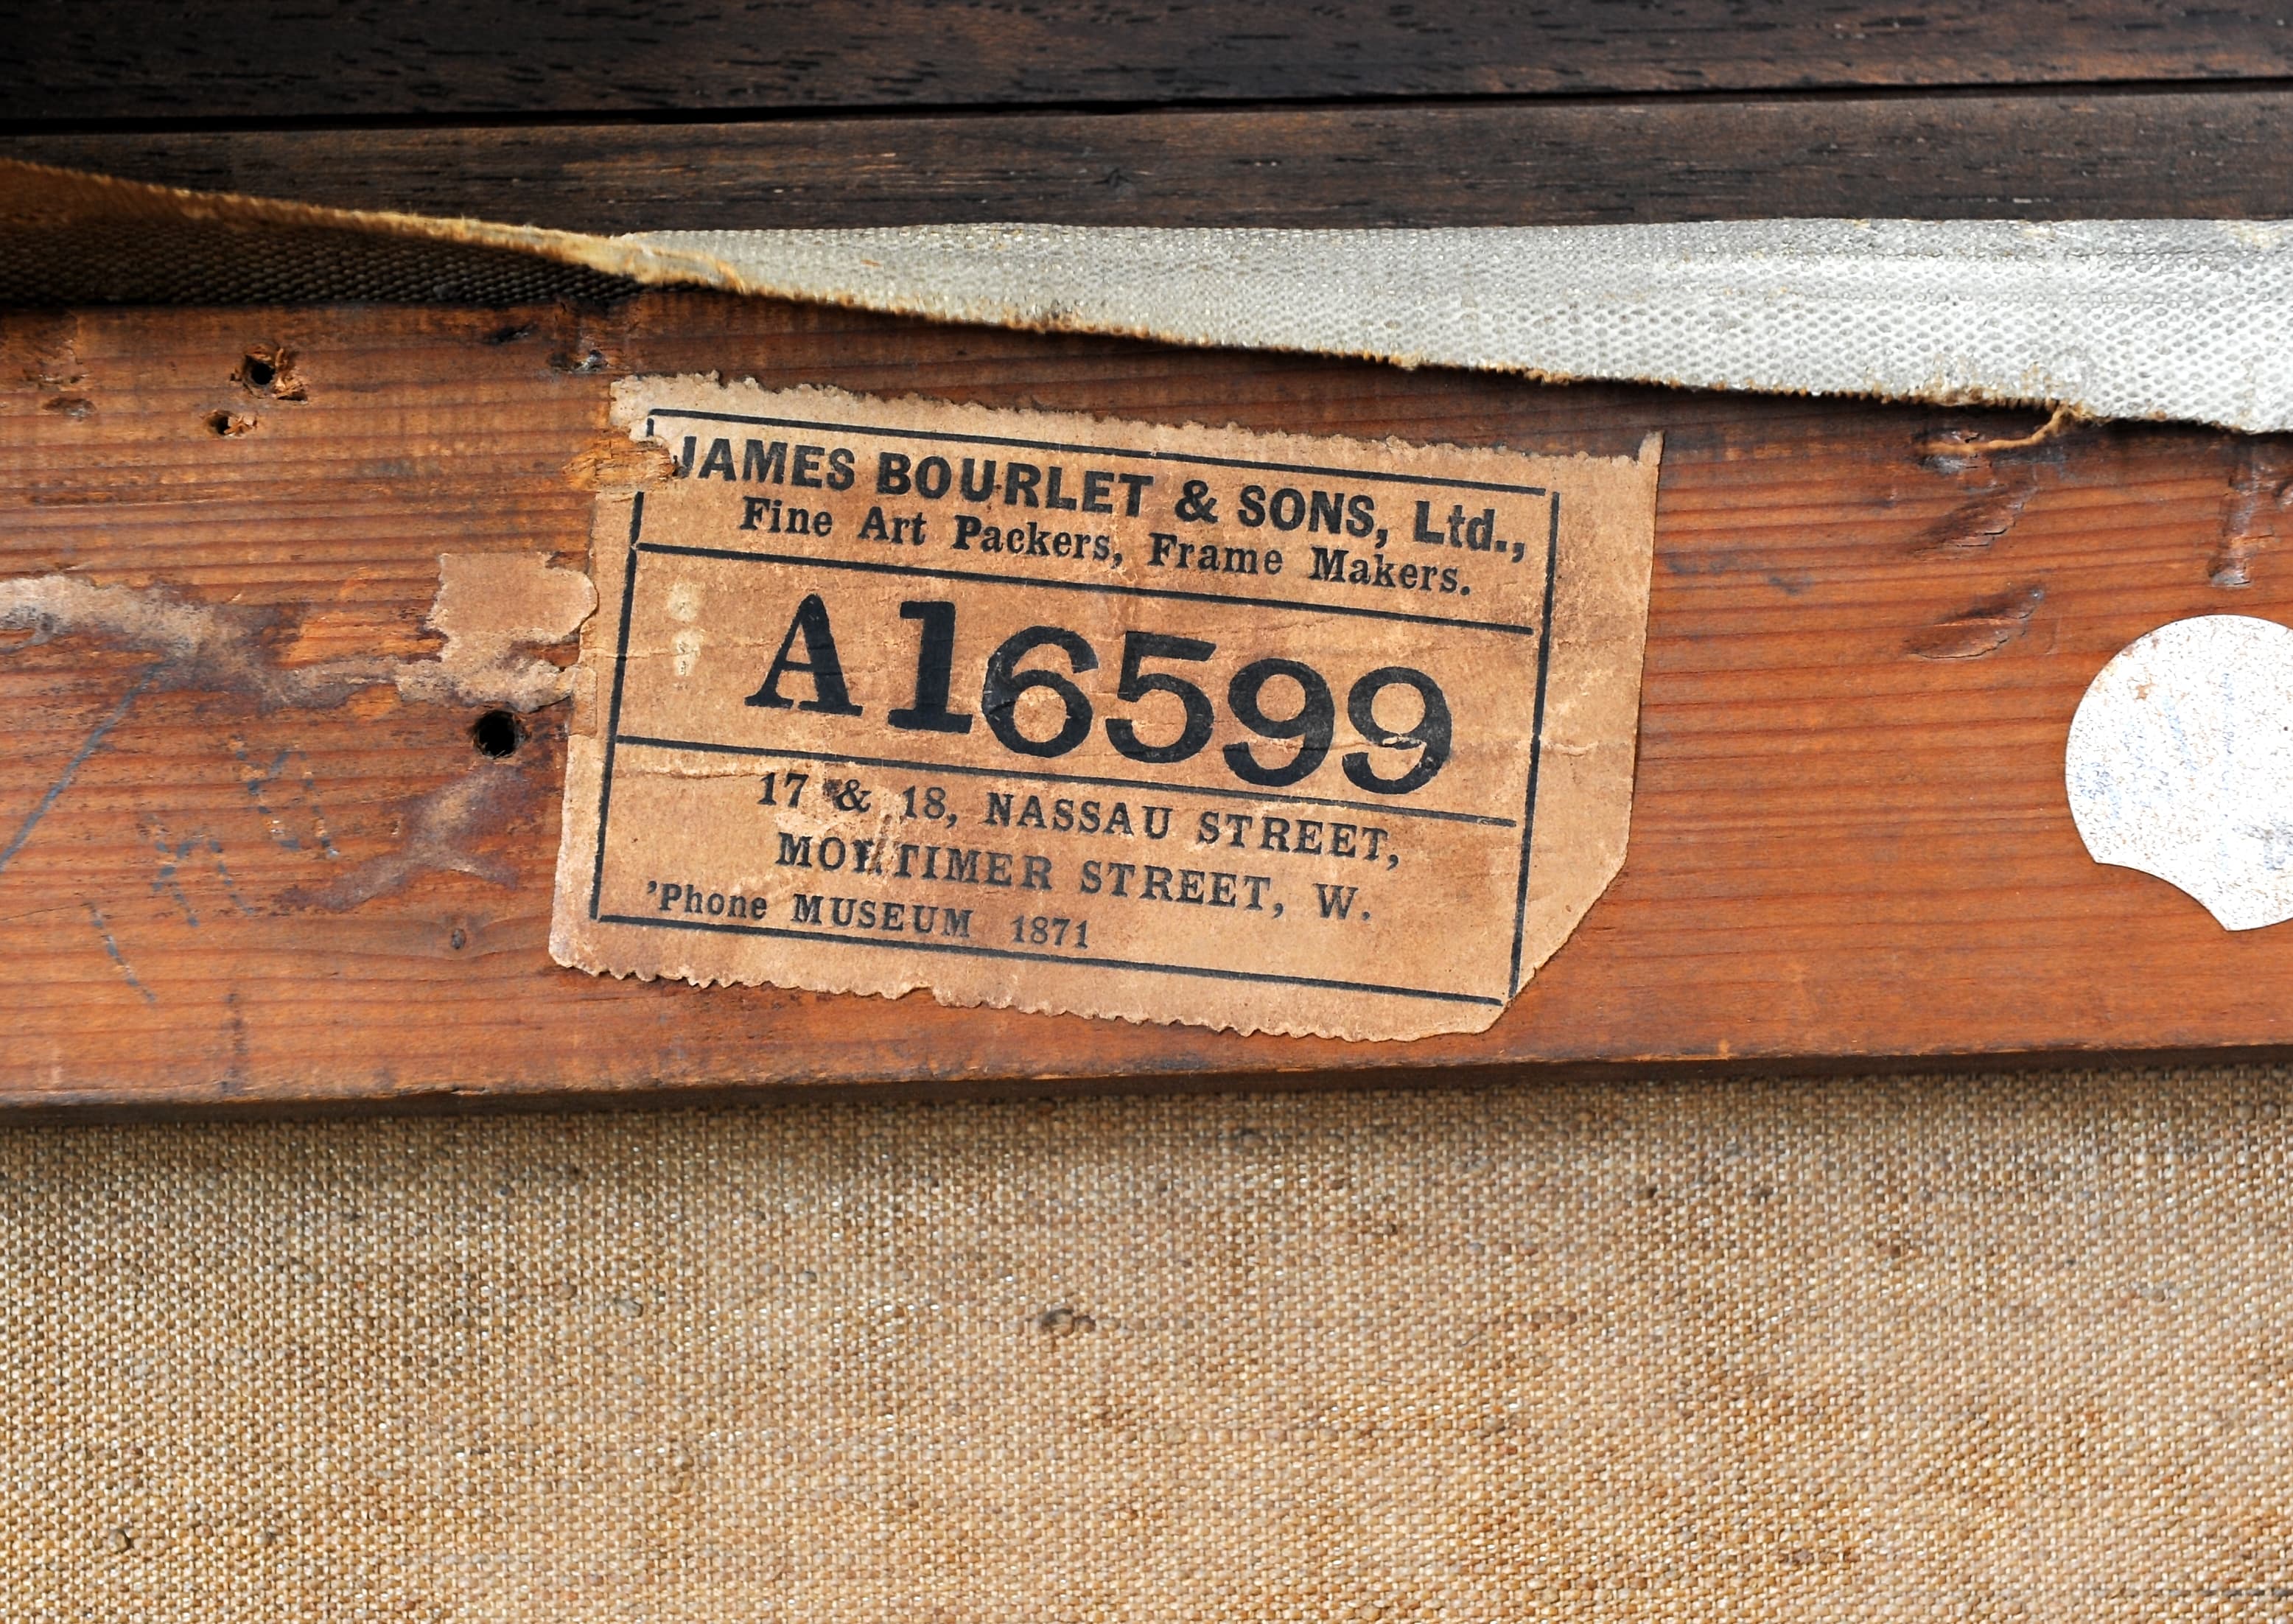 JAMES BOURLET & SONS, Ltd.,
Fine Art Packers, Frame Makers.
A16599
17 & 18, NASSAU STREET,
MORTIMER STREET, W.
'Phone MUSEUM 1871